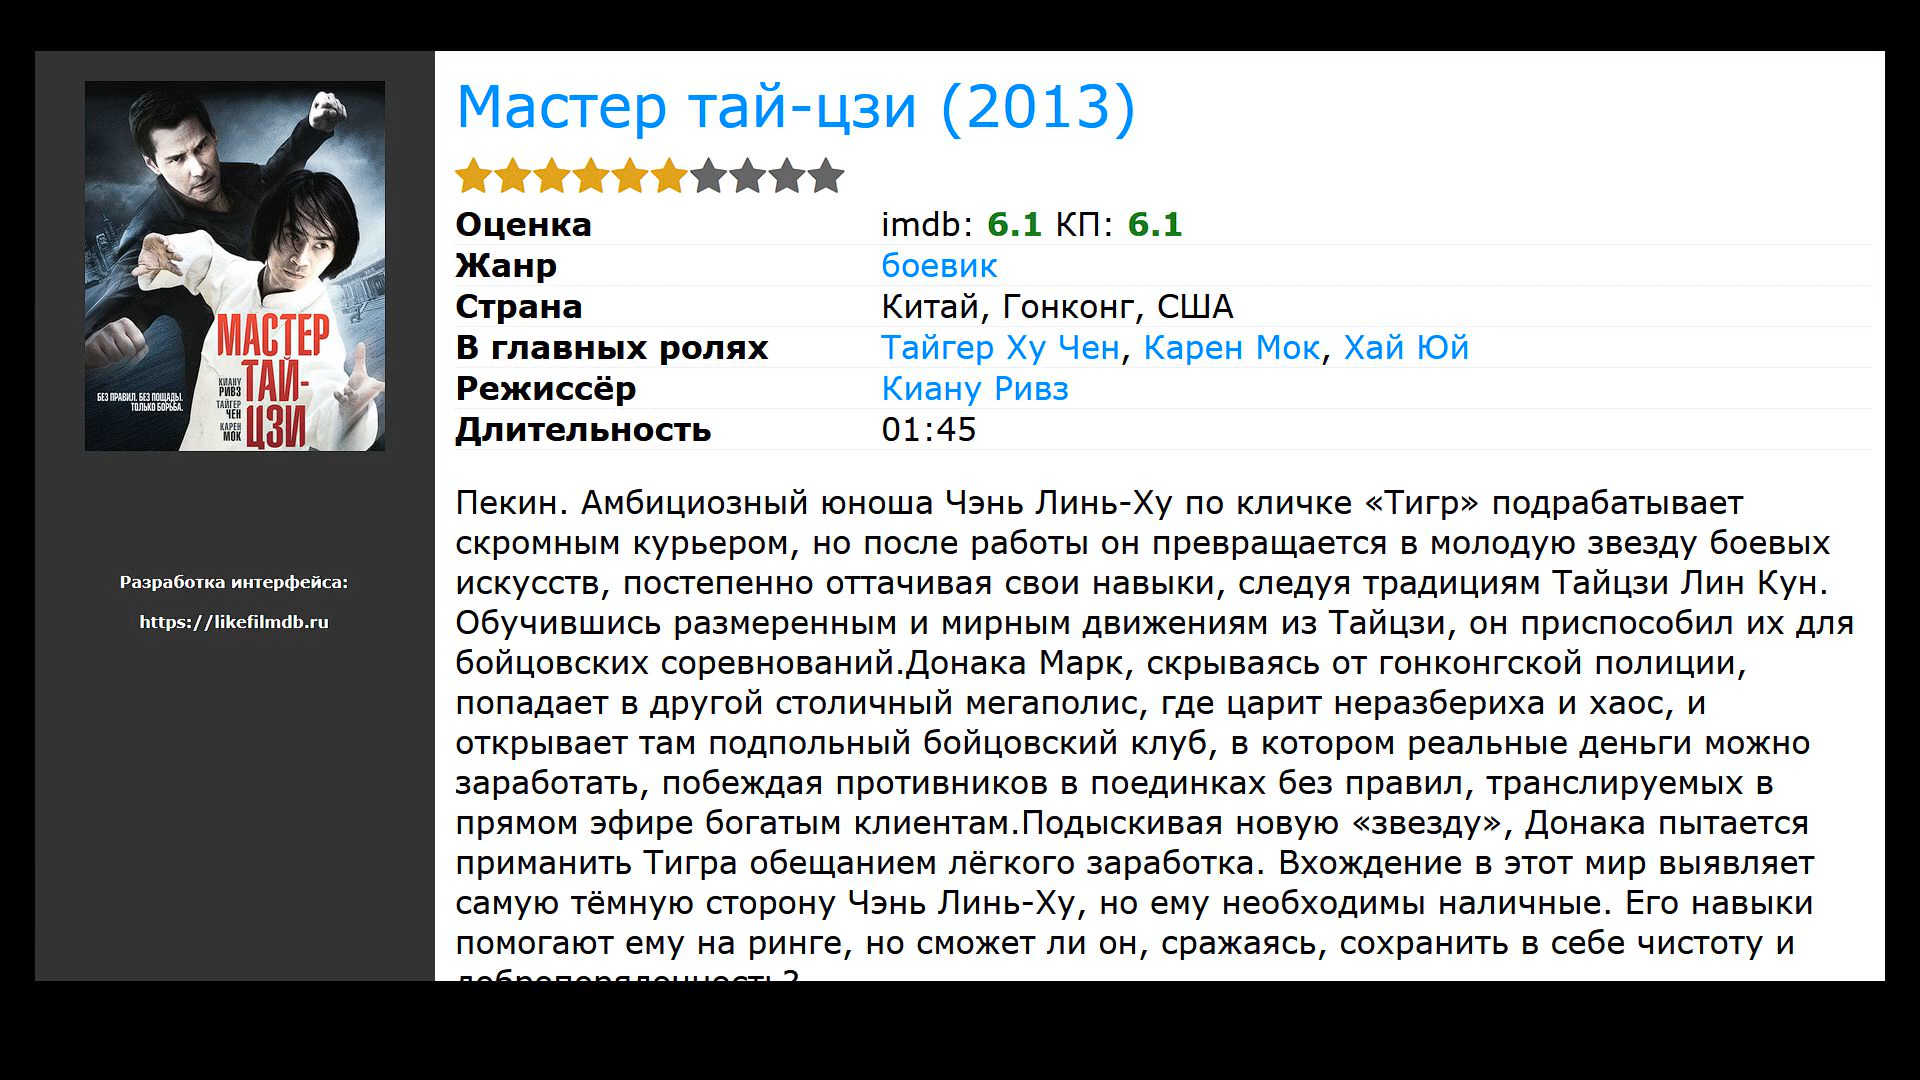 Мастер тай-цзи (2013)
Оценка imdb: 6.1 КП: 6.1
Жанр боевик
Страна Китай, Гонконг, США
В главных ролях Тайгер Ху Чен, Карен Мок, Хай Юй
Режиссёр Киану Ривз
Длительность 01:45
Пекин. Амбициозный юноша Чэнь Линь-Ху по кличке «Тигр» подрабатывает
скромным курьером, но после работы он превращается в молодую звезду боевых
искусств, постепенно оттачивая свои навыки, следуя традициям Тайцзи Лин Кун.
Обучившись размеренным и мирным движениям из Тайцзи, он приспособил их для
бойцовских соревнований.Донака Марк, скрываясь от гонконгской полиции,
попадает в другой столичный мегаполис, где царит неразбериха и хаос, и
открывает там подпольный бойцовский клуб, в котором реальные деньги можно
заработать, побеждая противников в поединках без правил, транслируемых в
прямом эфире богатым клиентам.Подыскивая новую «звезду», Донака пытается
приманить Тигра обещанием лёгкого заработка. Вхождение в этот мир выявляет
самую тёмную сторону Чэнь Линь-Ху, но ему необходимы наличные. Его навыки
помогают ему на ринге, но сможет ли он, сражаясь, сохранить в себе чистоту и
добропорядочность?
МАСТЕР
ТАЙ-
ЦЗИ
КИАНУ
РИВЗ
ТАЙГЕР
ЧЕН
КАРЕН
МОК
БЕЗ ПРАВИЛ. БЕЗ ПОЩАДЫ.
ТОЛЬКО БОРЬБА.
Разработка интерфейса:
https://likefilmdb.ru